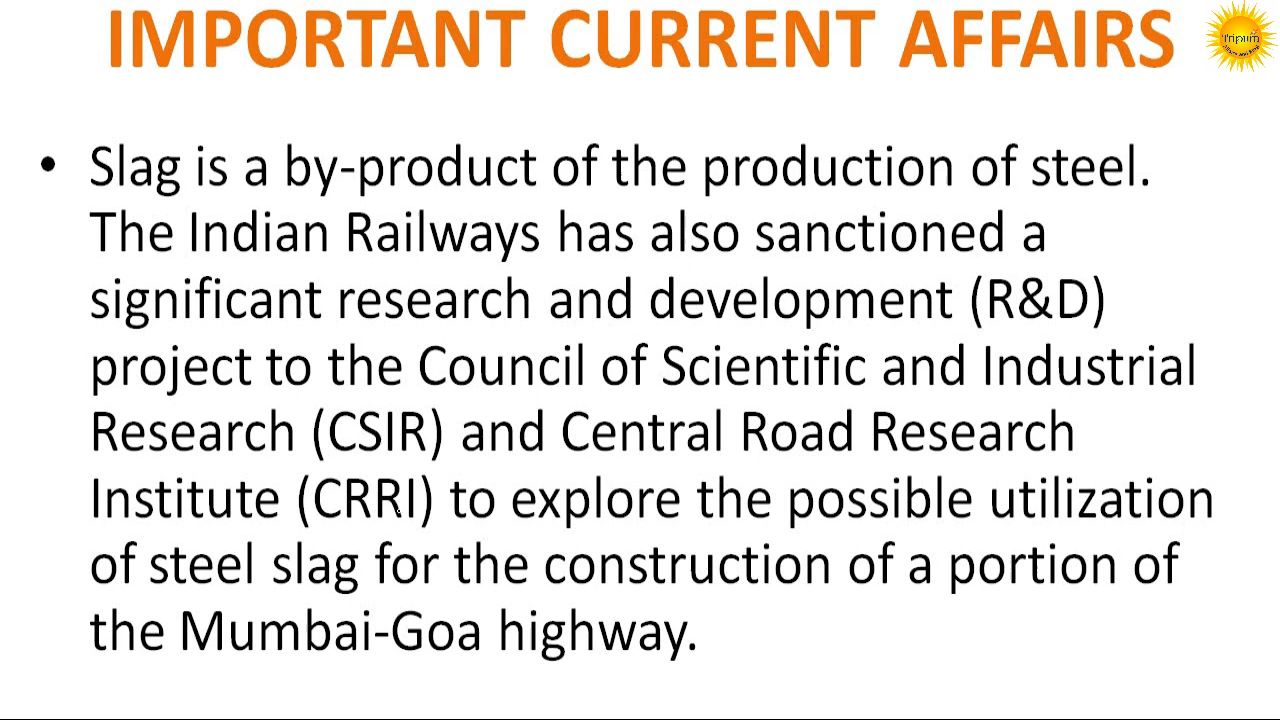 IMPORTANT CURRENT AFFAIRS
• Slag is a by-product of the production of steel.
The Indian Railways has also sanctioned a
significant research and development (R&D)
project to the Council of Scientific and Industrial
Research (CSIR) and Central Road Research
Institute (CRRI) to explore the possible utilization
of steel slag for the construction of a portion of
the Mumbai-Goa highway.